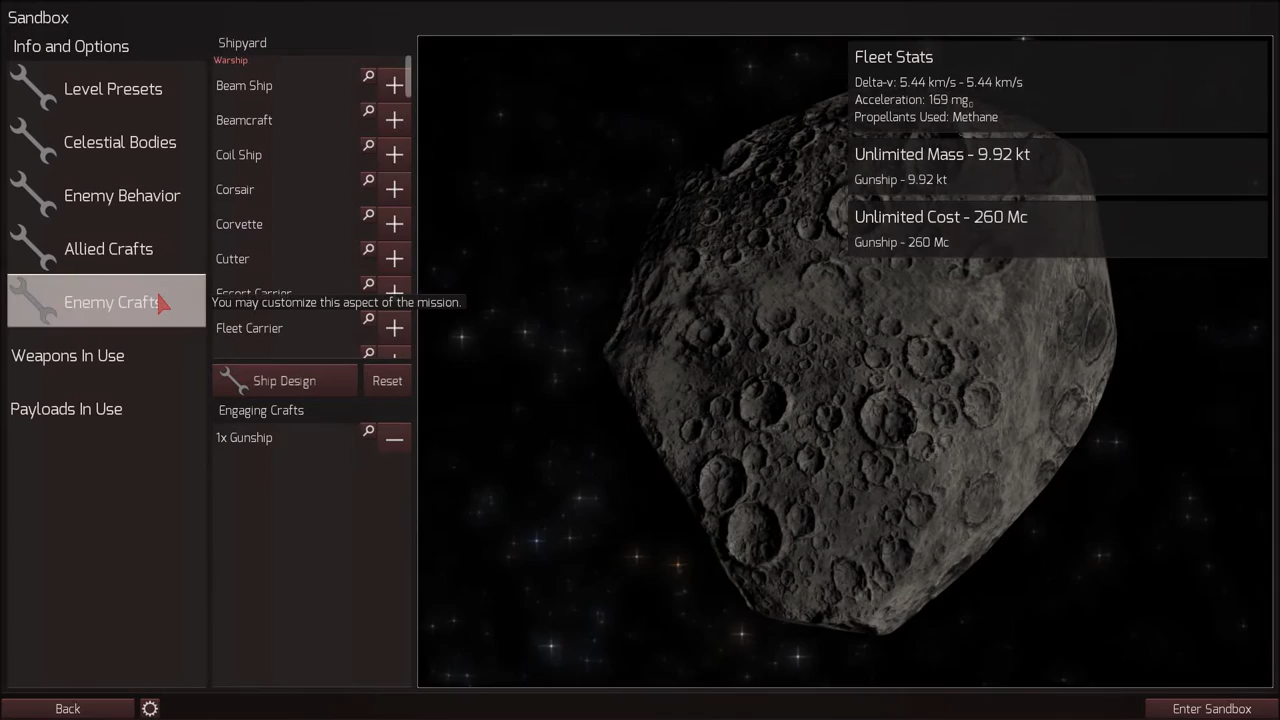 Sandbox
Info and Options
Level Presets
Celestial Bodies
Enemy Behavior
Allied Crafts
Enemy Crafts
Weapons In Use
Payloads In Use
Shipyard
Warship
Beam Ship
Beamcraft
Coil Ship
Corsair
Corvette
Cutter
Escort Carrier
You may customize this aspect of the mission.
Fleet Carrier
Ship Design
Reset
Engaging Crafts
1x Gunship
Fleet Stats
Delta-v: 5.44 km/s - 5.44 km/s
Acceleration: 169 mg₀
Propellants Used: Methane
Unlimited Mass - 9.92 kt
Gunship - 9.92 kt
Unlimited Cost - 260 Mc
Gunship - 260 Mc
Back
Enter Sandbox